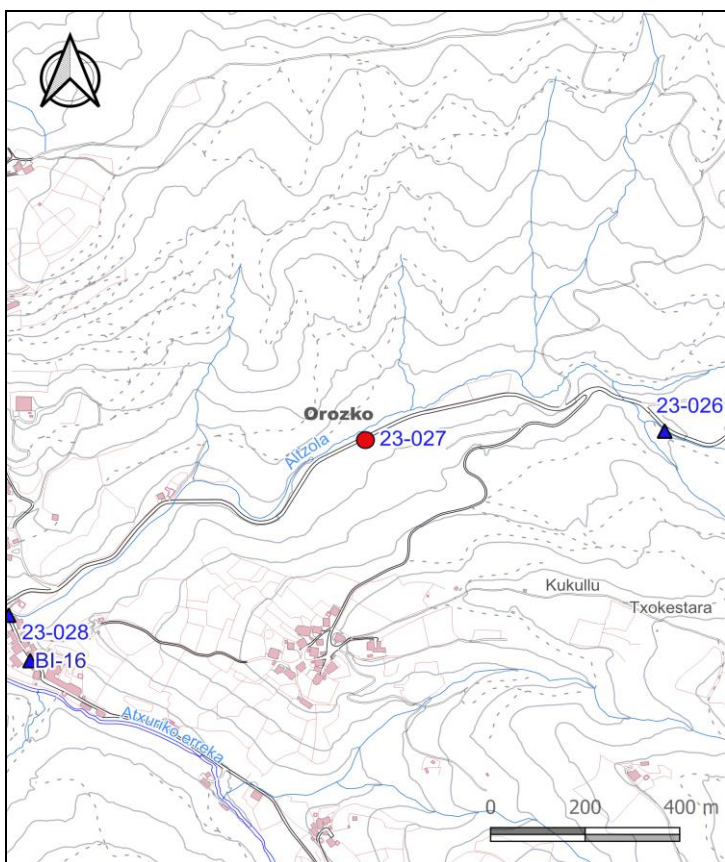 23-026
Orozko
Altzola
23-027
Kukullu
Txokestara
23-028
BI-16
Atxuriko erreka
0 200 400 m